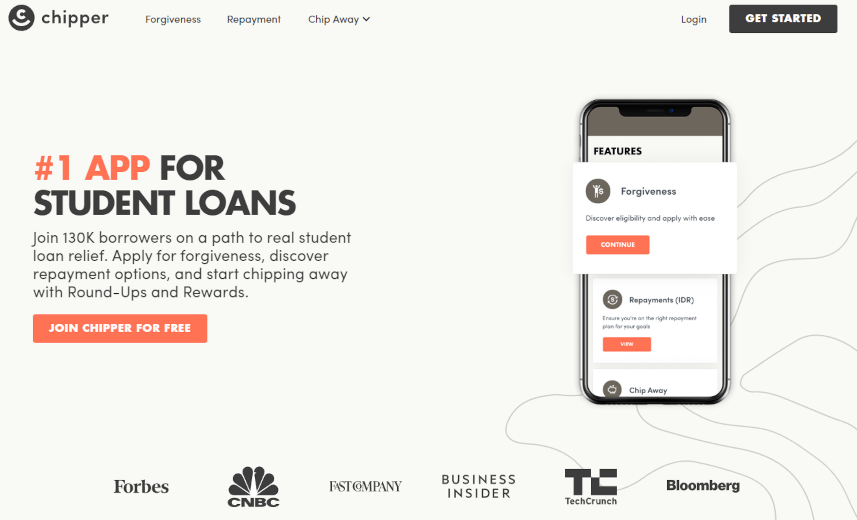 chipper
Forgiveness
Repayment
Chip Away
Login
GET STARTED
#1 APP FOR
STUDENT LOANS
Join 130K borrowers on a path to real student
loan relief. Apply for forgiveness, discover
repayment options, and start chipping away
with Round-Ups and Rewards.
JOIN CHIPPER FOR FREE
FEATURES
Forgiveness
Discover eligibility and apply with ease
CONTINUE
Repayments (IDR)
Ensure you're on the right repayment
plan for your goals
VIEW
Chip Away
Forbes
CNBC
FAST COMPANY
BUSINESS
INSIDER
TC
TechCrunch
Bloomberg